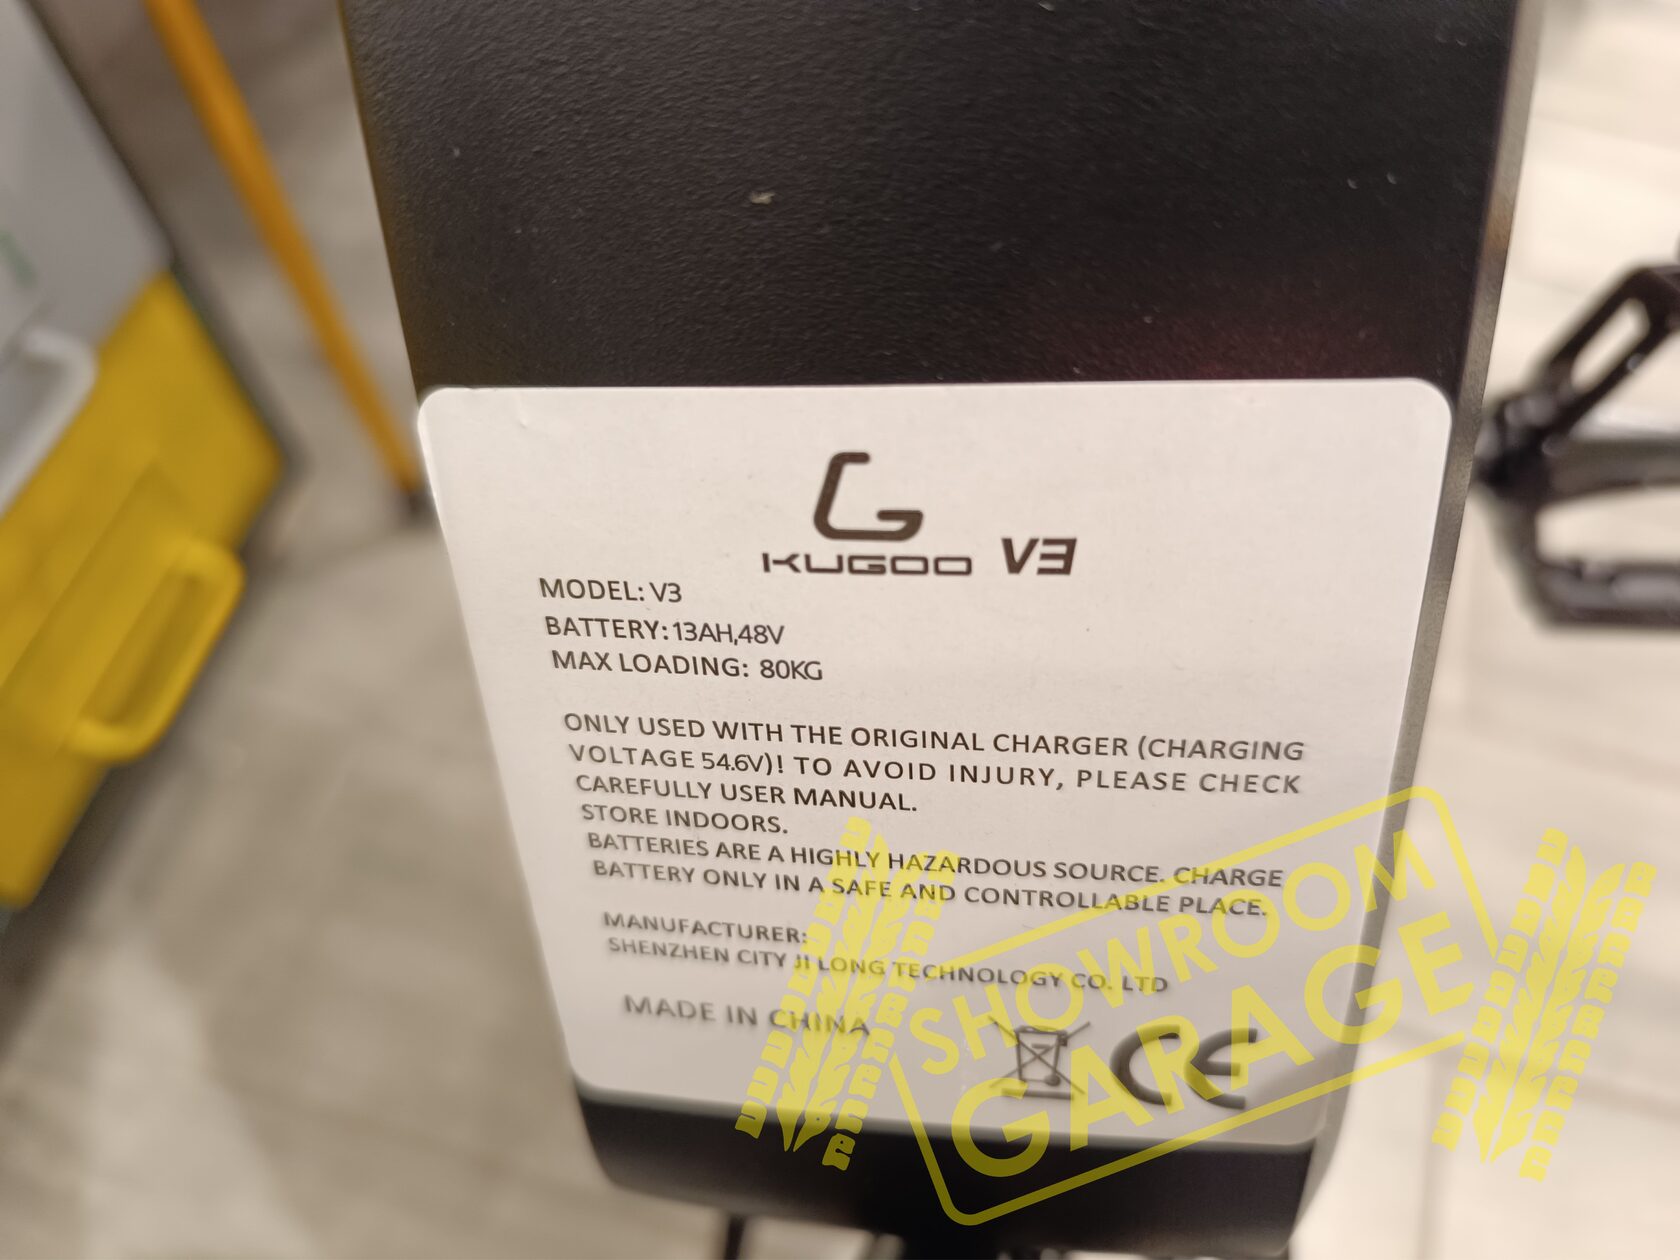 KUGOO V3
MODEL: V3
BATTERY: 13AH,48V
MAX LOADING: 80KG
ONLY USED WITH THE ORIGINAL CHARGER (CHARGING
VOLTAGE 54.6V)! TO AVOID INJURY, PLEASE CHECK
CAREFULLY USER MANUAL.
STORE INDOORS.
BATTERIES ARE A HIGHLY HAZARDOUS SOURCE. CHARGE
BATTERY ONLY IN A SAFE AND CONTROLLABLE PLACE.
MANUFACTURER:
SHENZHEN CITY JI LONG TECHNOLOGY CO. LTD
MADE IN CHINA
CE
SHOWROOM
GARAGE